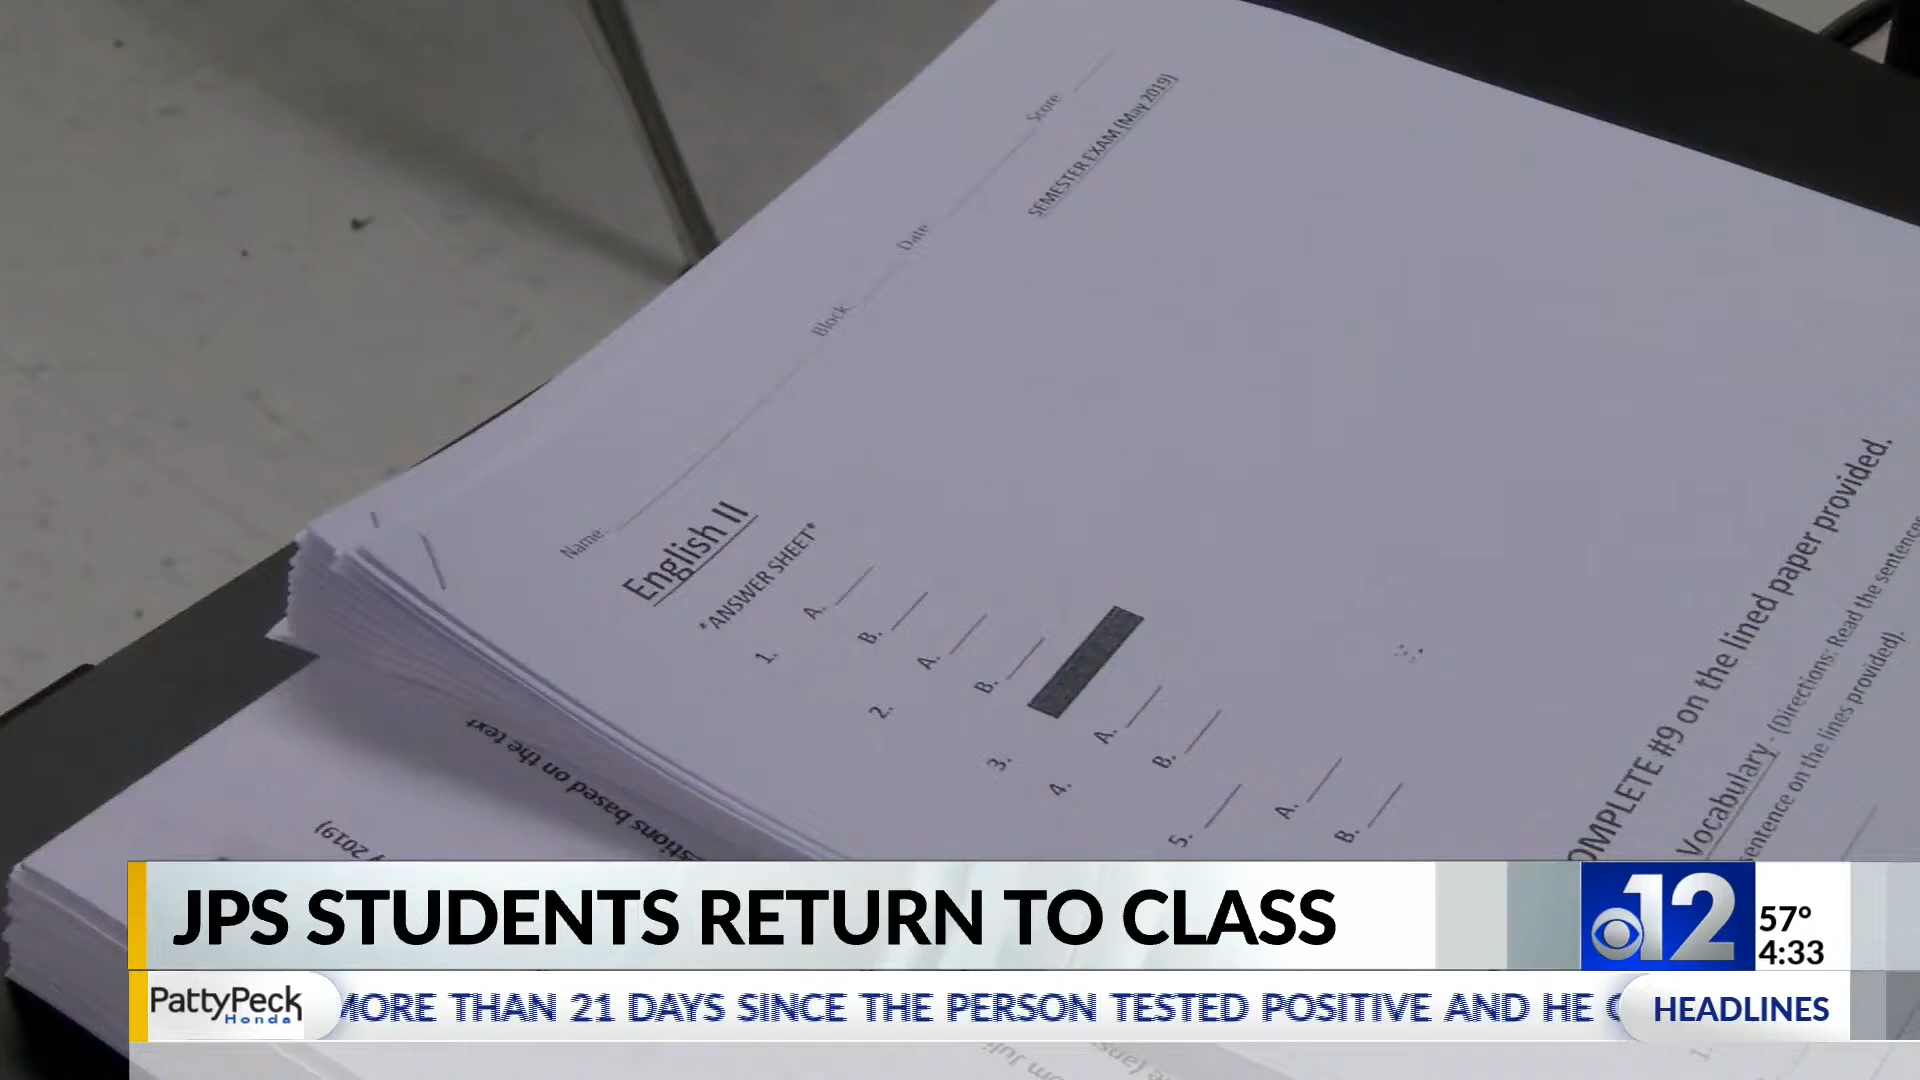 Name: Block Date Score
SEMESTER EXAM (May 2019)
English II
*ANSWER SHEET*
1. A.
B.
2. A.
B.
3.
4. A.
B.
5. A.
B.
OMPLETE #9 on the lined paper provided.
Vocabulary - (Directions: Read the sentences
sentence on the lines provided).
stions based on the text
2019)
JPS STUDENTS RETURN TO CLASS
12
57°
4:33
PattyPeck
Honda
MORE THAN 21 DAYS SINCE THE PERSON TESTED POSITIVE AND HE
HEADLINES